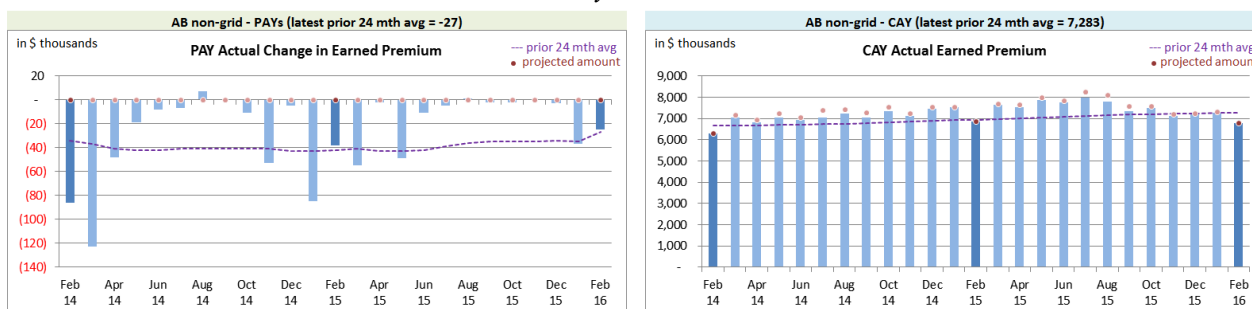 AB non-grid - PAYs (latest prior 24 mth avg = -27)
in $ thousands
PAY Actual Change in Earned Premium
prior 24 mth avg
projected amount
20
-
(20)
(40)
(60)
(80)
(100)
(120)
(140)
Feb 14 Apr 14 Jun 14 Aug 14 Oct 14 Dec 14 Feb 15 Apr 15 Jun 15 Aug 15 Oct 15 Dec 15 Feb 16
AB non-grid - CAY (latest prior 24 mth avg = 7,283)
in $ thousands
CAY Actual Earned Premium
prior 24 mth avg
projected amount
9,000
8,000
7,000
6,000
5,000
4,000
3,000
2,000
1,000
-
Feb 14 Apr 14 Jun 14 Aug 14 Oct 14 Dec 14 Feb 15 Apr 15 Jun 15 Aug 15 Oct 15 Dec 15 Feb 16